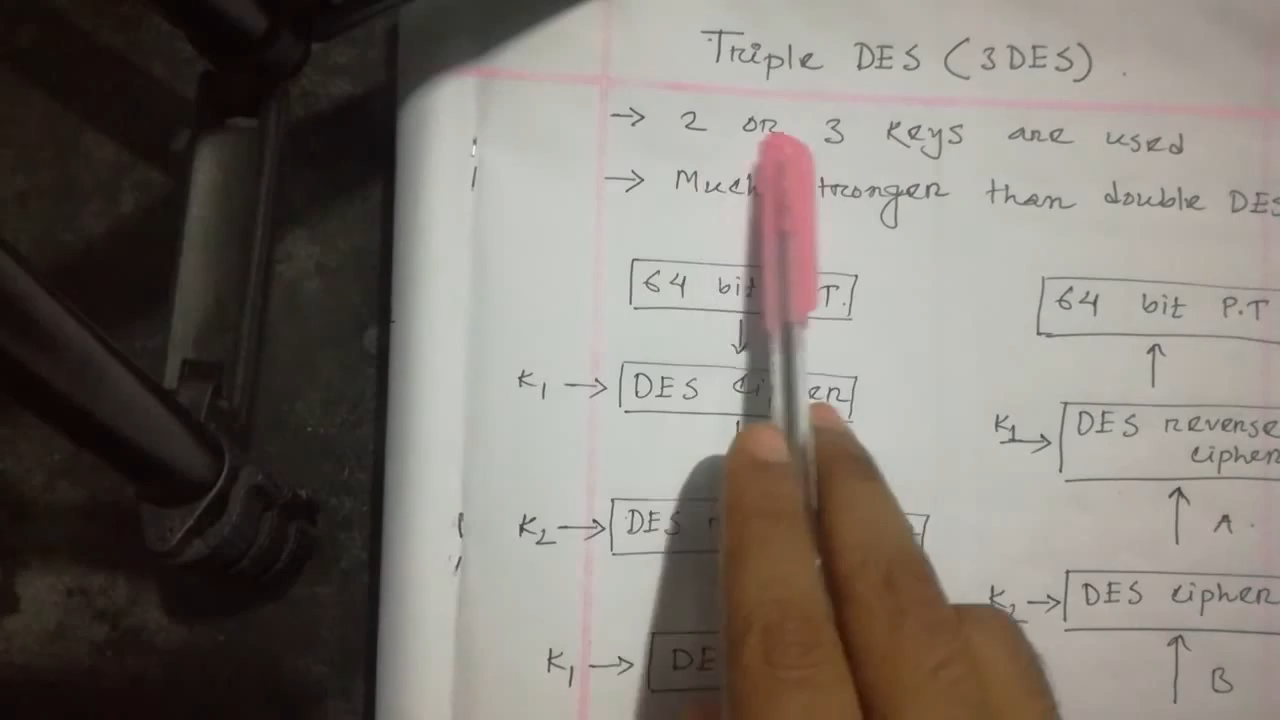 Triple DES (3DES).
→ 2 or 3 keys are used
→ Much stronger than double DES
64 bit P.T.
K1 → DES cipher
K2 → DES
K1 →
64 bit P.T
K1 → DES reverse
cipher
A.
K2 → DES cipher
B